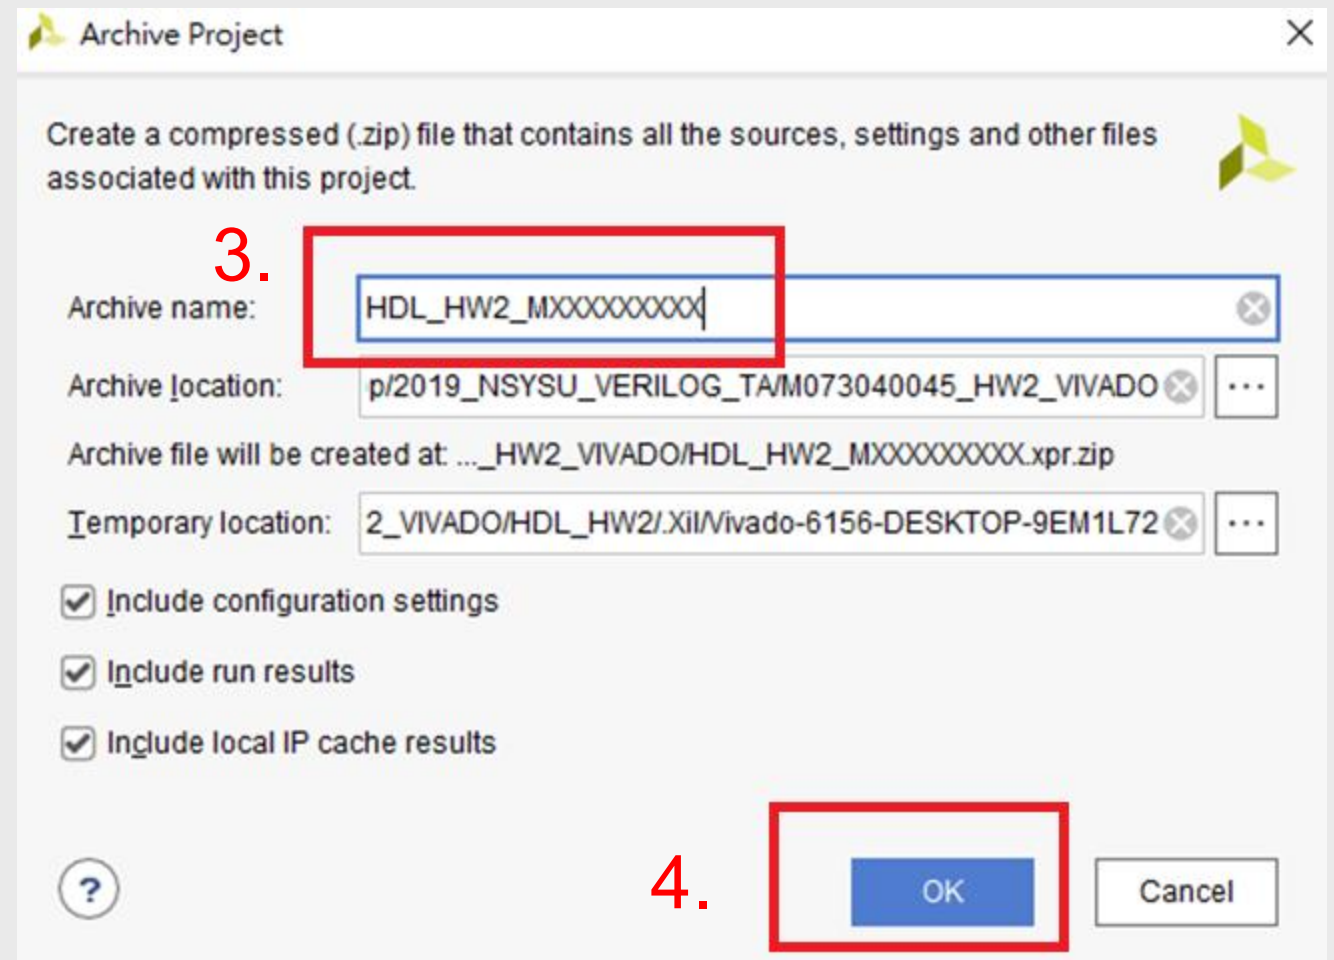 Archive Project
Create a compressed (.zip) file that contains all the sources, settings and other files
associated with this project.
3.
Archive name: HDL_HW2_MXXXXXXXXX
Archive location: p/2019_NSYSU_VERILOG_TA/M073040045_HW2_VIVADO ...
Archive file will be created at: ..._HW2_VIVADO/HDL_HW2_MXXXXXXXXX.xpr.zip
Temporary location: 2_VIVADO/HDL_HW2/.Xil/Vivado-6156-DESKTOP-9EM1L72 ...
Include configuration settings
Include run results
Include local IP cache results
? 4. OK Cancel